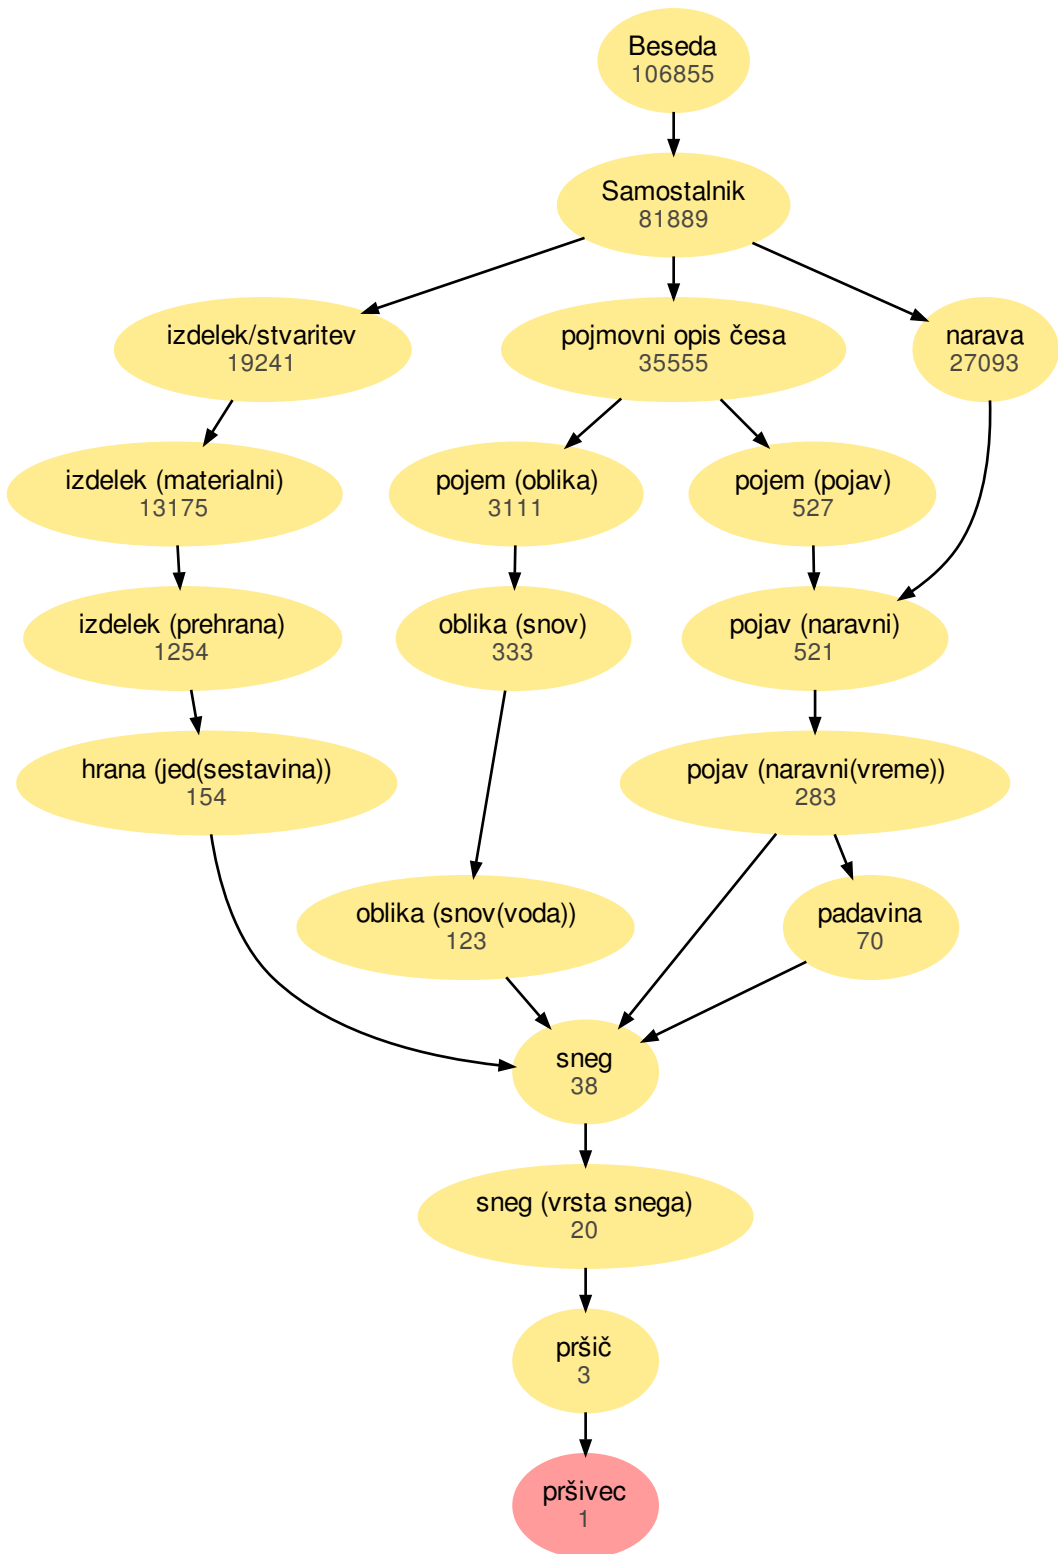 Beseda
106855
Samostalnik
81889
izdelek/stvaritev
19241
pojmovni opis česa
35555
narava
27093
izdelek (materialni)
13175
pojem (oblika)
3111
pojem (pojav)
527
izdelek (prehrana)
1254
oblika (snov)
333
pojav (naravni)
521
hrana (jed(sestavina))
154
pojav (naravni(vreme))
283
oblika (snov(voda))
123
padavina
70
sneg
38
sneg (vrsta snega)
20
pršič
3
pršivec
1